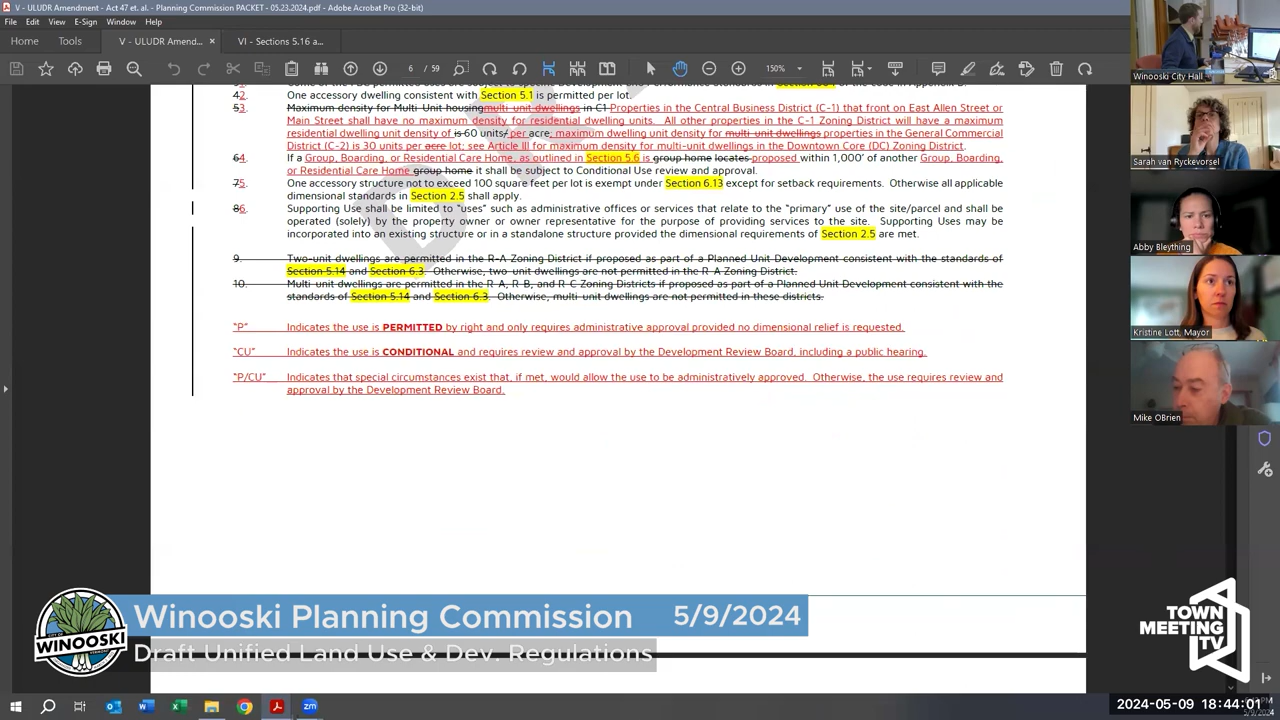 V - ULUDR Amendment - Act 47 et. al. - Planning Commission PACKET - 05.23.2024.pdf - Adobe Acrobat Pro (32-bit)
File Edit View E-Sign Window Help
Home Tools V - ULUDR Amend... × VI - Sections 5.16 a...
6 / 59 150%
42. One accessory dwelling consistent with Section 5.1 is permitted per lot.
53. Maximum density for Multi-Unit housingmulti-unit dwellings in C1 Properties in the Central Business District (C-1) that front on East Allen Street or
Main Street shall have no maximum density for residential dwelling units. All other properties in the C-1 Zoning District will have a maximum
residential dwelling unit density of is 60 units/ per acre, maximum dwelling unit density for multi-unit dwellings properties in the General Commercial
District (C-2) is 30 units per acre lot; see Article III for maximum density for multi-unit dwellings in the Downtown Core (DC) Zoning District.
64. If a Group, Boarding, or Residential Care Home, as outlined in Section 5.6 is group home locates proposed within 1,000' of another Group, Boarding,
or Residential Care Home group home it shall be subject to Conditional Use review and approval.
75. One accessory structure not to exceed 100 square feet per lot is exempt under Section 6.13 except for setback requirements. Otherwise all applicable
dimensional standards in Section 2.5 shall apply.
86. Supporting Use shall be limited to "uses" such as administrative offices or services that relate to the "primary" use of the site/parcel and shall be
operated (solely) by the property owner or owner representative for the purpose of providing services to the site. Supporting Uses may be
incorporated into an existing structure or in a standalone structure provided the dimensional requirements of Section 2.5 are met.
9. Two-unit dwellings are permitted in the R-A Zoning District if proposed as part of a Planned Unit Development consistent with the standards of
Section 5.14 and Section 6.3. Otherwise, two-unit dwellings are not permitted in the R-A Zoning District.
10. Multi-unit dwellings are permitted in the R-A, R-B, and R-C Zoning Districts if proposed as part of a Planned Unit Development consistent with the
standards of Section 5.14 and Section 6.3. Otherwise, multi-unit dwellings are not permitted in these districts.
"P" Indicates the use is PERMITTED by right and only requires administrative approval provided no dimensional relief is requested.
"CU" Indicates the use is CONDITIONAL and requires review and approval by the Development Review Board, including a public hearing.
"P/CU" Indicates that special circumstances exist that, if met, would allow the use to be administratively approved. Otherwise, the use requires review and
approval by the Development Review Board.
Winooski City Hall
Sarah van Ryckevorsel
Abby Bleything
Kristine Lott, Mayor
Mike OBrien
WINOOSKI
Winooski Planning Commission 5/9/2024
Draft Unified Land Use & Dev. Regulations
TOWN
MEETING
TV
2024-05-09 18:44:01